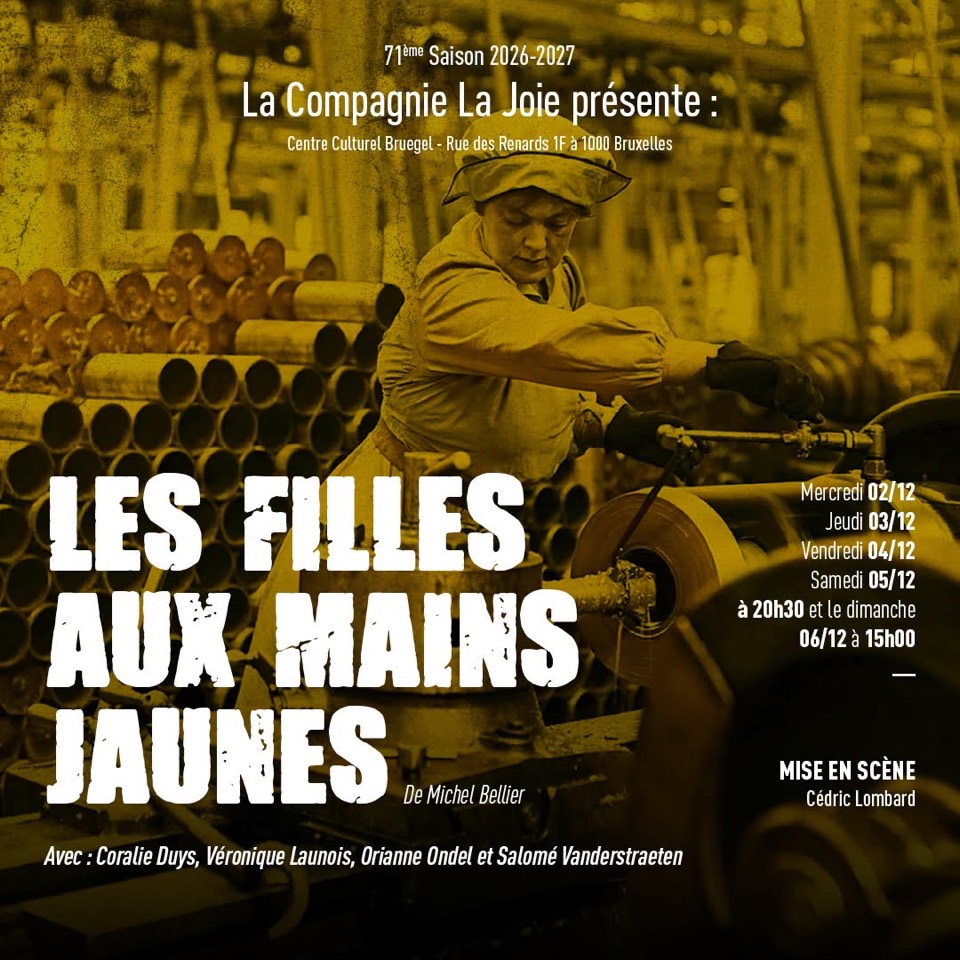 71ème Saison 2026-2027
La Compagnie La Joie présente :
Centre Culturel Bruegel - Rue des Renards 1F à 1000 Bruxelles
LES FILLES
AUX MAINS
JAUNES
De Michel Bellier
Avec : Coralie Duys, Véronique Launois, Orianne Ondel et Salomé Vanderstraeten
Mercredi 02/12
Jeudi 03/12
Vendredi 04/12
Samedi 05/12
à 20h30 et le dimanche
06/12 à 15h00
MISE EN SCÈNE
Cédric Lombard